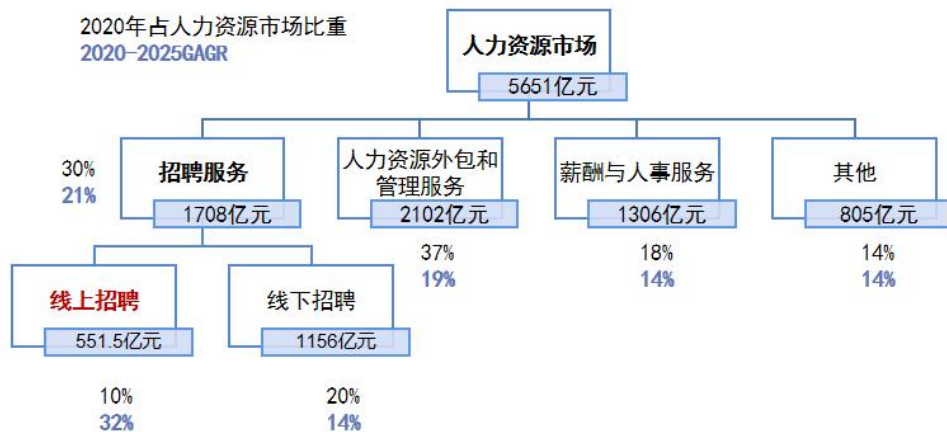 2020年占人力资源市场比重
2020-2025GAGR
人力资源市场
5651亿元
30%
21%
招聘服务
1708亿元
人力资源外包和
管理服务
2102亿元
37%
19%
薪酬与人事服务
1306亿元
18%
14%
其他
805亿元
14%
14%
线上招聘
551.5亿元
10%
32%
线下招聘
1156亿元
20%
14%